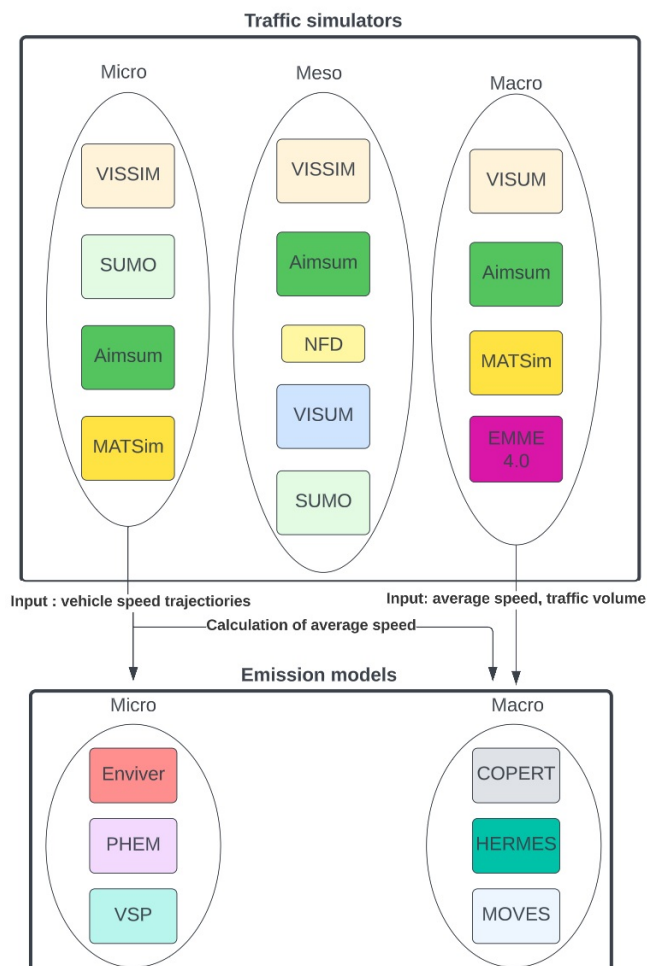 Traffic simulators
Micro
Meso
Macro
VISSIM
SUMO
Aimsum
MATSim
VISSIM
Aimsum
NFD
VISUM
SUMO
VISUM
Aimsum
MATSim
EMME
4.0
Input : vehicle speed trajectiories
Input: average speed, traffic volume
Calculation of average speed
Emission models
Micro
Macro
Enviver
PHEM
VSP
COPERT
HERMES
MOVES